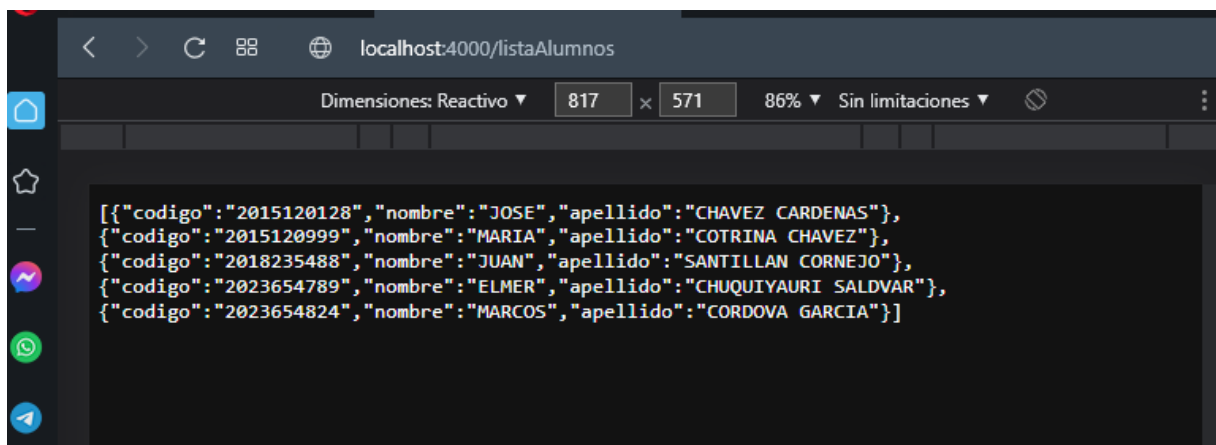 localhost:4000/listaAlumnos
Dimensiones: Reactivo ▼ 817 × 571 86% ▼ Sin limitaciones ▼
[{"codigo":"2015120128","nombre":"JOSE","apellido":"CHAVEZ CARDENAS"},
{"codigo":"2015120999","nombre":"MARIA","apellido":"COTRINA CHAVEZ"},
{"codigo":"2018235488","nombre":"JUAN","apellido":"SANTILLAN CORNEJO"},
{"codigo":"2023654789","nombre":"ELMER","apellido":"CHUQUIYAURI SALDVAR"},
{"codigo":"2023654824","nombre":"MARCOS","apellido":"CORDOVA GARCIA"}]